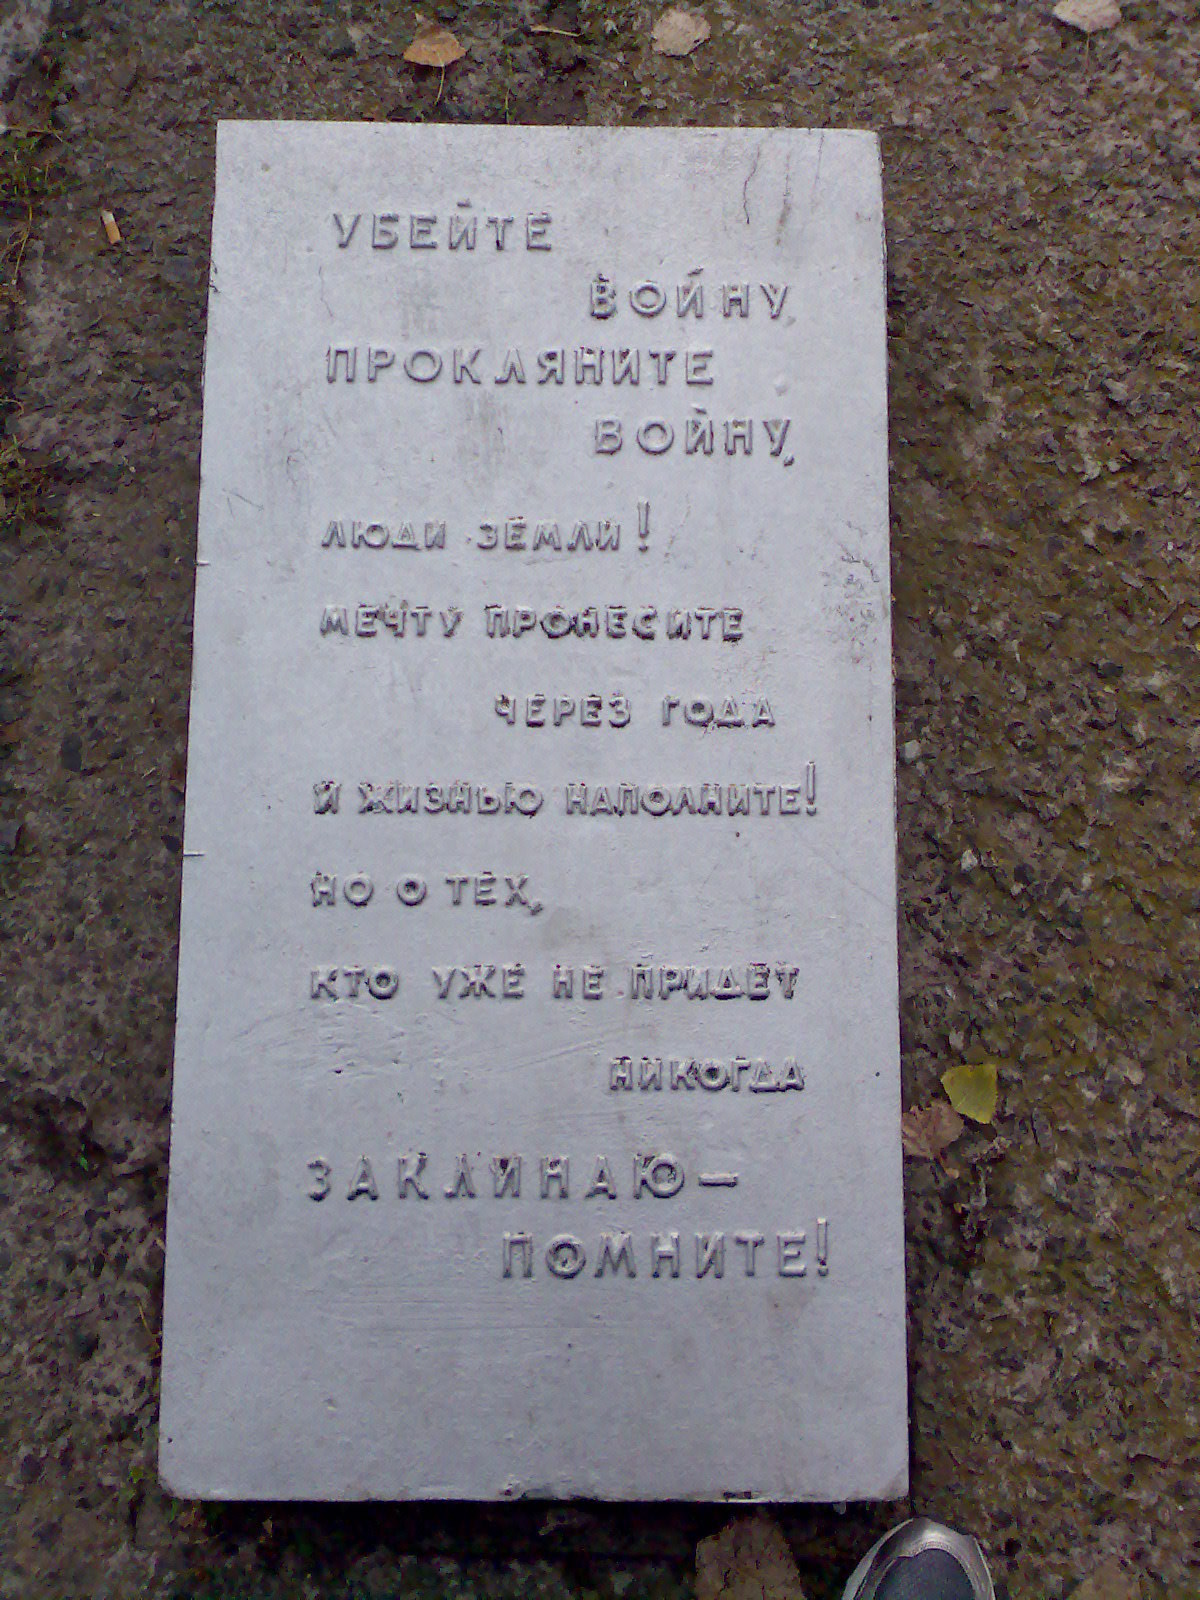 УБЕЙТЕ
ВОЙНУ,
ПРОКЛЯНИТЕ
ВОЙНУ,
ЛЮДИ ЗЕМЛИ!
МЕЧТУ ПРОНЕСИТЕ
ЧЕРЕЗ ГОДА
И ЖИЗНЬЮ НАПОЛНИТЕ!
НО О ТЕХ,
КТО УЖЕ НЕ ПРИДЕТ
НИКОГДА
ЗАКЛИНАЮ—
ПОМНИТЕ!